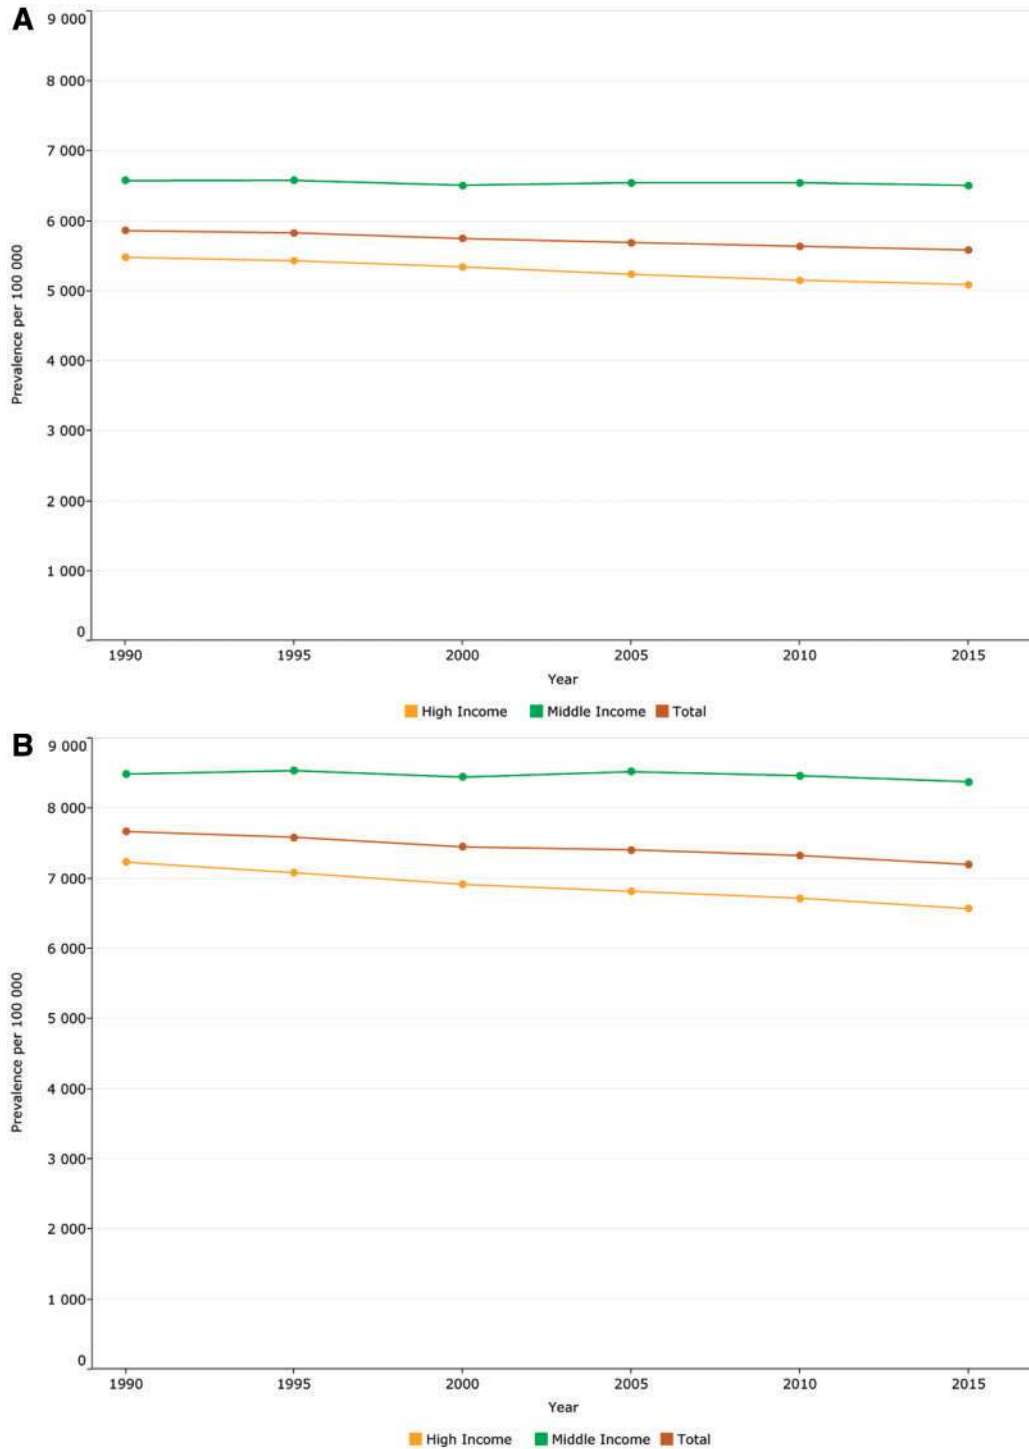 A
9 000
8 000
7 000
6 000
5 000
4 000
3 000
2 000
1 000
0
Prevalence per 100 000
1990 1995 2000 2005 2010 2015
Year
High Income Middle Income Total
B
9 000
8 000
7 000
6 000
5 000
4 000
3 000
2 000
1 000
0
Prevalence per 100 000
1990 1995 2000 2005 2010 2015
Year
High Income Middle Income Total